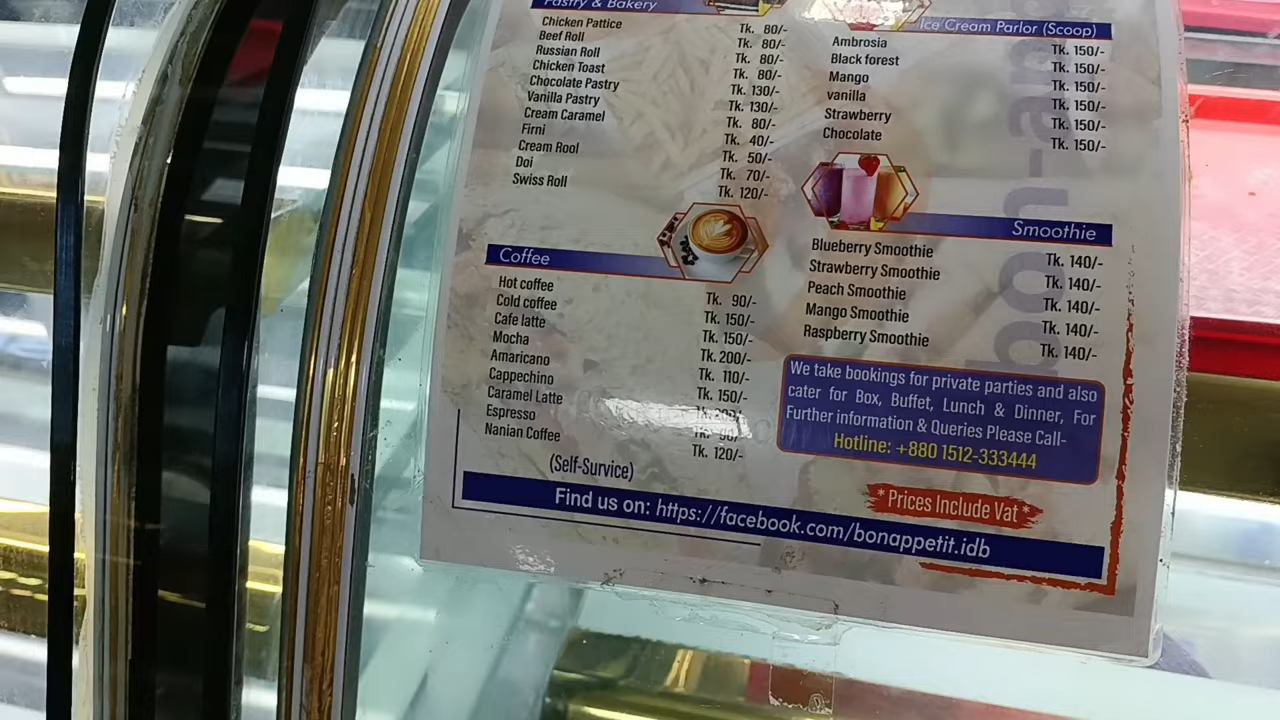 Pastry & Bakery
Chicken Pattice Tk. 80/-
Beef Roll Tk. 80/-
Russian Roll Tk. 80/-
Chicken Toast Tk. 80/-
Chocolate Pastry Tk. 130/-
Vanilla Pastry Tk. 130/-
Cream Caramel Tk. 80/-
Firni Tk. 40/-
Cream Rool Tk. 50/-
Doi Tk. 70/-
Swiss Roll Tk. 120/-
Coffee
Hot coffee Tk. 90/-
Cold coffee Tk. 150/-
Cafe latte Tk. 150/-
Mocha Tk. 200/-
Amaricano Tk. 110/-
Cappechino Tk. 150/-
Caramel Latte
Espresso
Nanian Coffee Tk. 120/-
(Self-Survice)
Ice Cream Parlor (Scoop)
Ambrosia Tk. 150/-
Black forest Tk. 150/-
Mango Tk. 150/-
vanilla Tk. 150/-
Strawberry Tk. 150/-
Chocolate Tk. 150/-
Smoothie
Blueberry Smoothie Tk. 140/-
Strawberry Smoothie Tk. 140/-
Peach Smoothie Tk. 140/-
Mango Smoothie Tk. 140/-
Raspberry Smoothie Tk. 140/-
We take bookings for private parties and also
cater for Box, Buffet, Lunch & Dinner, For
Further information & Queries Please Call-
Hotline: +880 1512-333444
*Prices Include Vat*
Find us on: https://facebook.com/bonappetit.idb